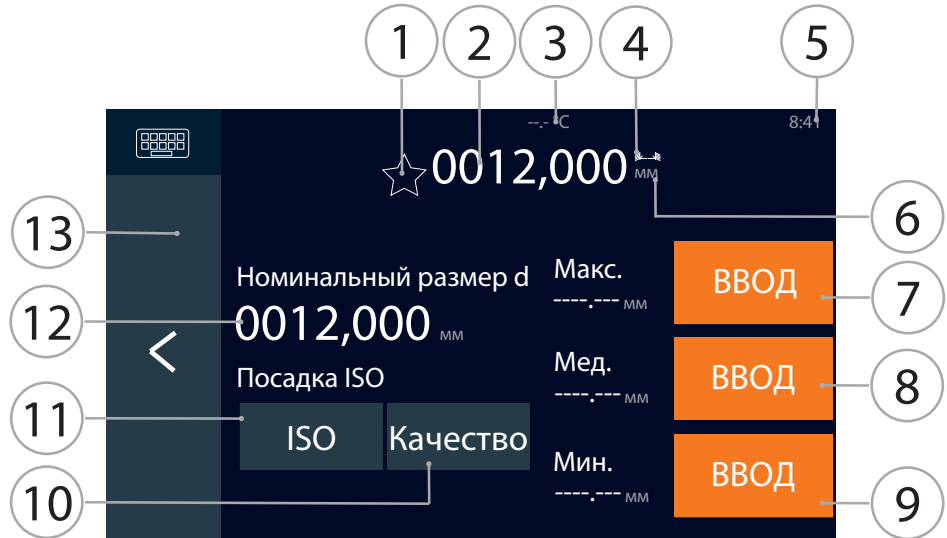 1 2 3 4 5
--.- °C 8:41
0012,000 мм
6
13
Номинальный размер d Макс. ВВОД 7
----.--- мм
12 0012,000 мм
Посадка ISO Мед. ВВОД 8
----.--- мм
11 ISO Качество
Мин. ВВОД
----.--- мм
10 9